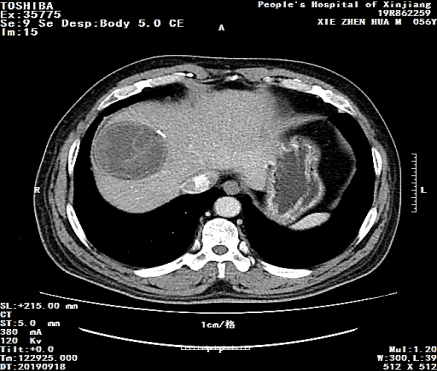 TOSHIBA
Ex:35775
Se:9 Se Desp:Body 5.0 CE
Im:15
People's Hospital of Xinjiang
19R862259
XIE ZHEN HUA M 056Y
A
R
L
SL:+215.00 mm
CT
ST:5.0 mm
380 mA
120 Kv
Tilt:+0.0
Tm:122925.000
DT:20190918
1cm/格
Mul:1.20
W:300,L:39
512 X 512